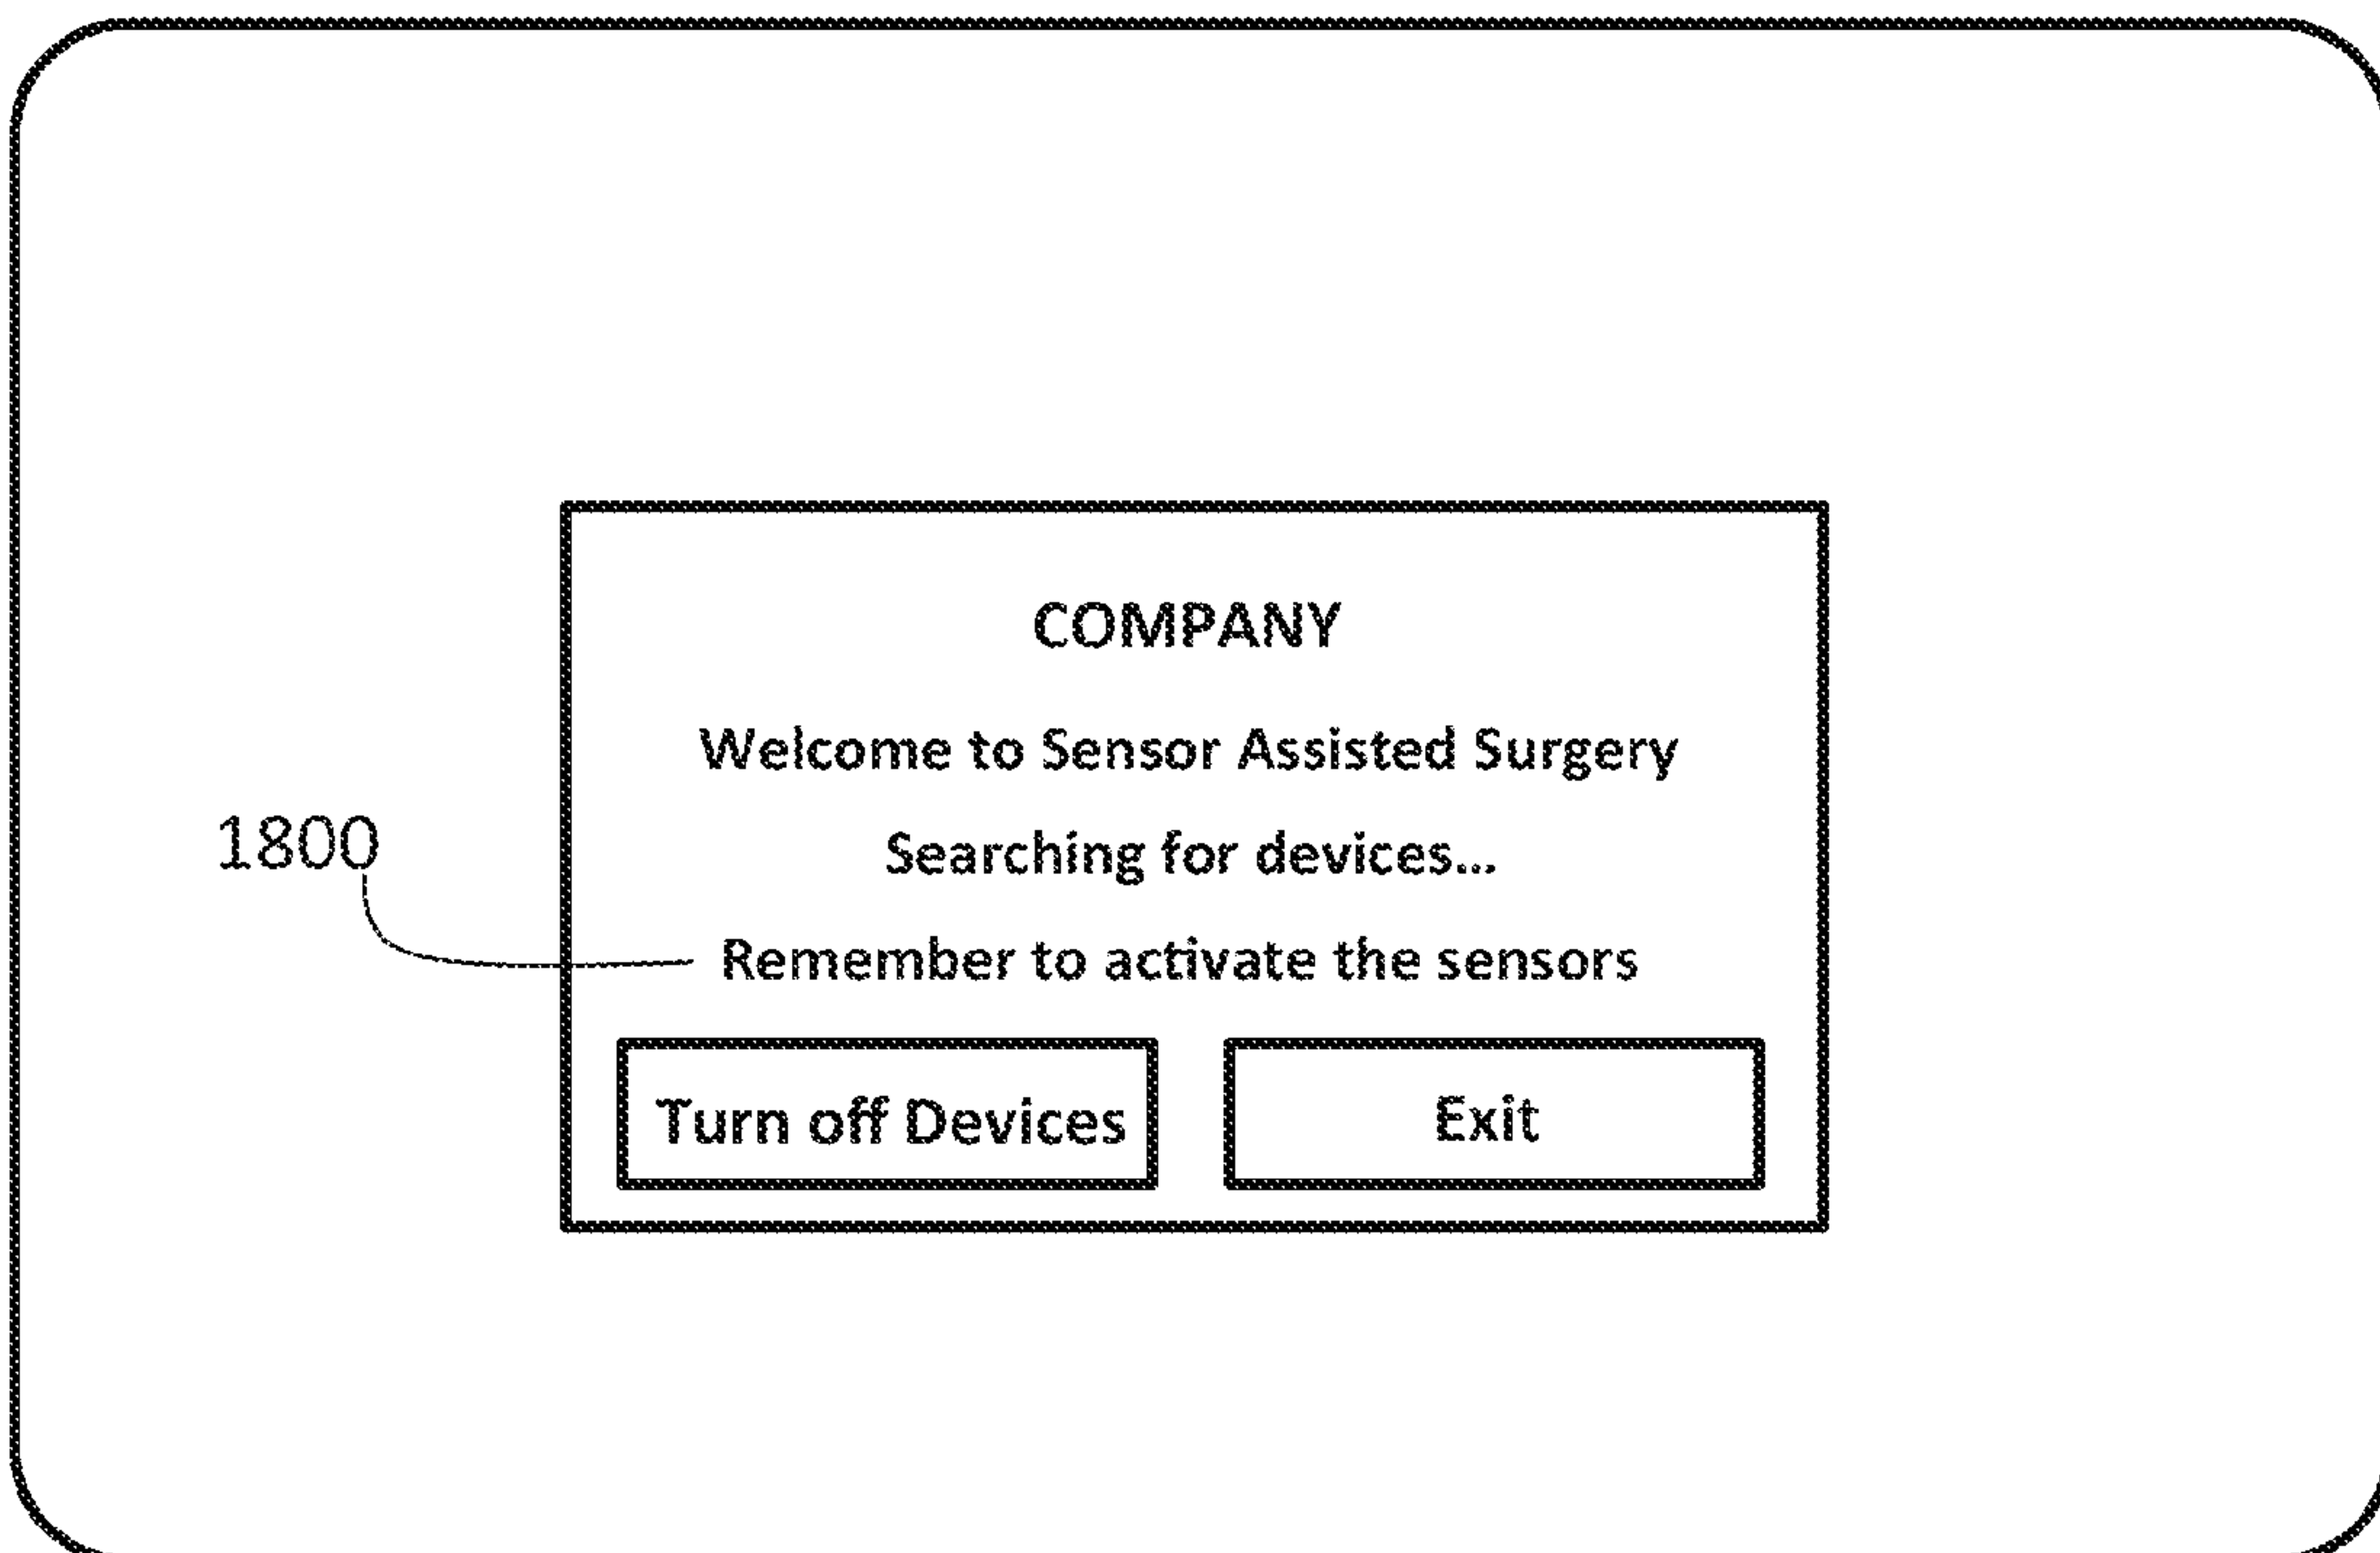 COMPANY
Welcome to Sensor Assisted Surgery
Searching for devices...
1800
Remember to activate the sensors
Turn off Devices
Exit